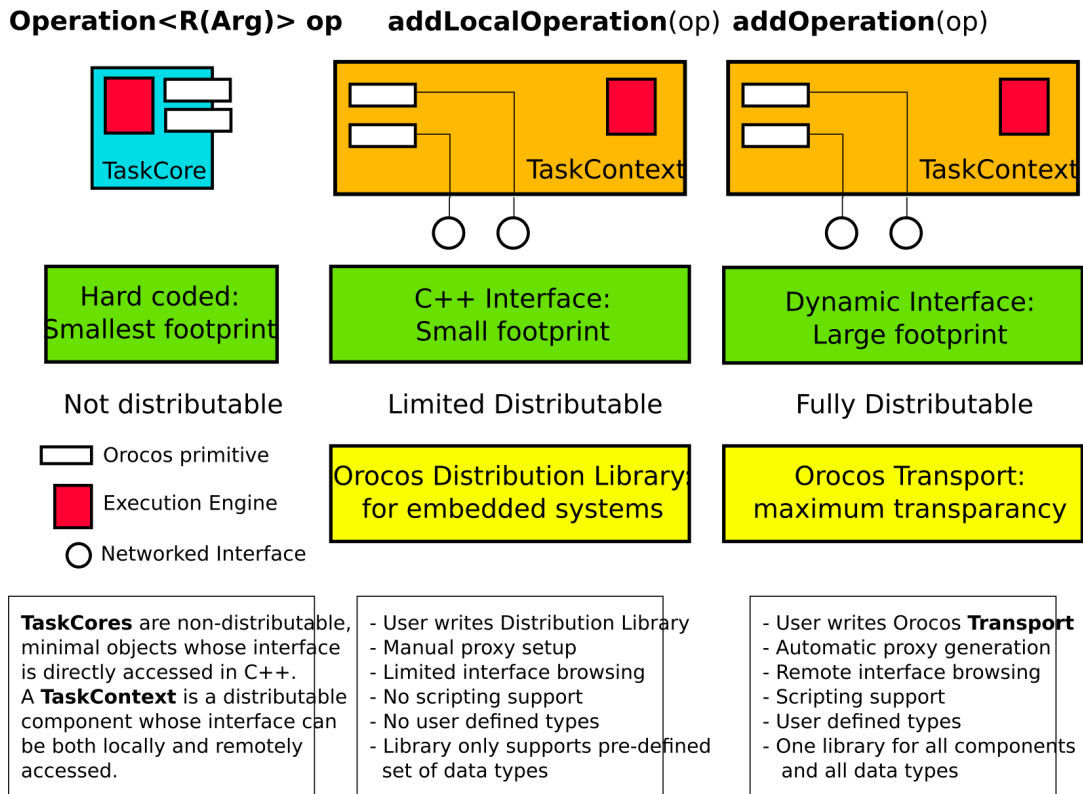 Operation<R(Arg)> op
addLocalOperation(op)
addOperation(op)
TaskCore
TaskContext
TaskContext
Hard coded:
Smallest footprint
C++ Interface:
Small footprint
Dynamic Interface:
Large footprint
Not distributable
Limited Distributable
Fully Distributable
Orocos primitive
Execution Engine
Networked Interface
Orocos Distribution Library:
for embedded systems
Orocos Transport:
maximum transparancy
TaskCores are non-distributable,
minimal objects whose interface
is directly accessed in C++.
A TaskContext is a distributable
component whose interface can
be both locally and remotely
accessed.
- User writes Distribution Library
- Manual proxy setup
- Limited interface browsing
- No scripting support
- No user defined types
- Library only supports pre-defined
set of data types
- User writes Orocos Transport
- Automatic proxy generation
- Remote interface browsing
- Scripting support
- User defined types
- One library for all components
and all data types